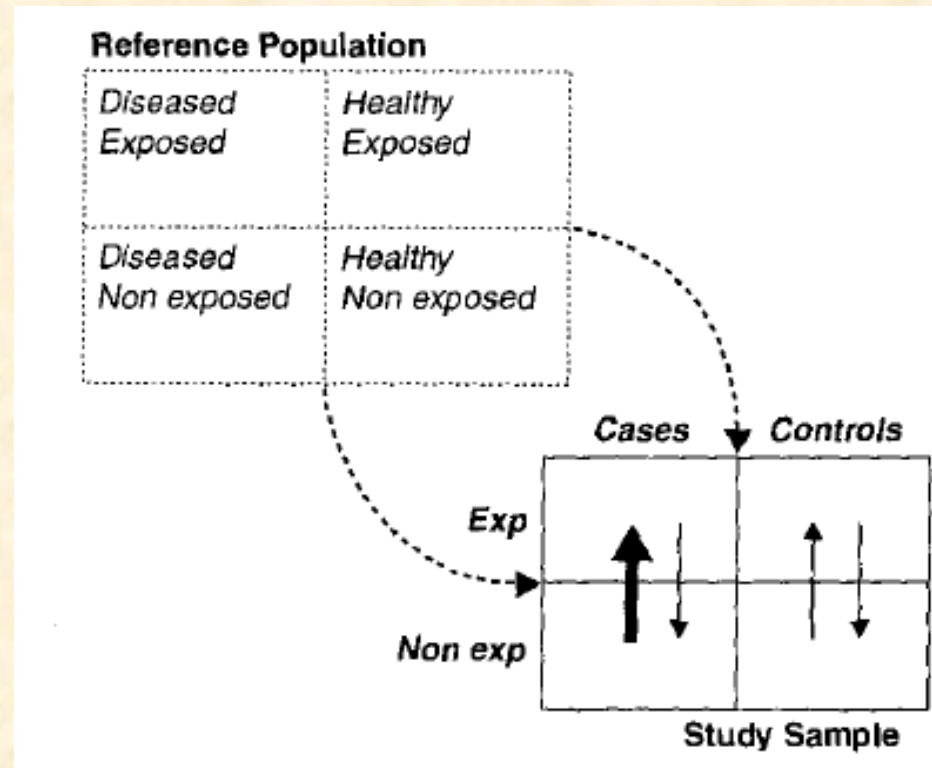 Reference Population
Diseased
Exposed
Healthy
Exposed
Diseased
Non exposed
Healthy
Non exposed
Cases
Controls
Exp
Non exp
Study Sample